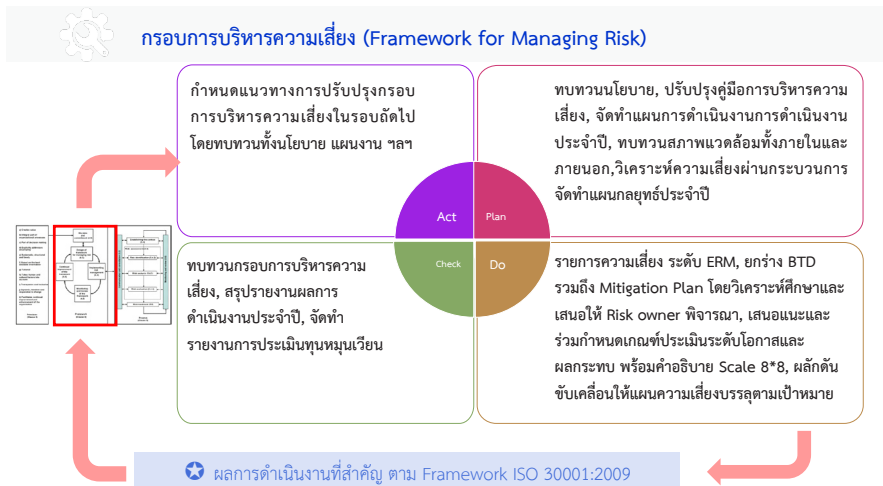 กรอบการบริหารความเสี่ยง (Framework for Managing Risk)
กำหนดแนวทางการปรับปรุงกรอบ
การบริหารความเสี่ยงในรอบถัดไป
โดยทบทวนทั้งนโยบาย แผนงาน ฯลฯ
ทบทวนนโยบาย, ปรับปรุงคู่มือการบริหารความ
เสี่ยง, จัดทำแผนการดำเนินงานการดำเนินงาน
ประจำปี, ทบทวนสภาพแวดล้อมทั้งภายในและ
ภายนอก,วิเคราะห์ความเสี่ยงผ่านกระบวนการ
จัดทำแผนกลยุทธ์ประจำปี
Act
Plan
Check
Do
ทบทวนกรอบการบริหารความ
เสี่ยง, สรุปรายงานผลการ
ดำเนินงานประจำปี, จัดทำ
รายงานการประเมินทุนหมุนเวียน
รายการความเสี่ยง ระดับ ERM, ยกร่าง BTD
รวมถึง Mitigation Plan โดยวิเคราะห์ศึกษาและ
เสนอให้ Risk owner พิจารณา, เสนอแนะและ
ร่วมกำหนดเกณฑ์ประเมินระดับโอกาสและ
ผลกระทบ พร้อมคำอธิบาย Scale 8*8, ผลักดัน
ขับเคลื่อนให้แผนความเสี่ยงบรรลุตามเป้าหมาย
ผลการดำเนินงานที่สำคัญ ตาม Framework ISO 30001:2009